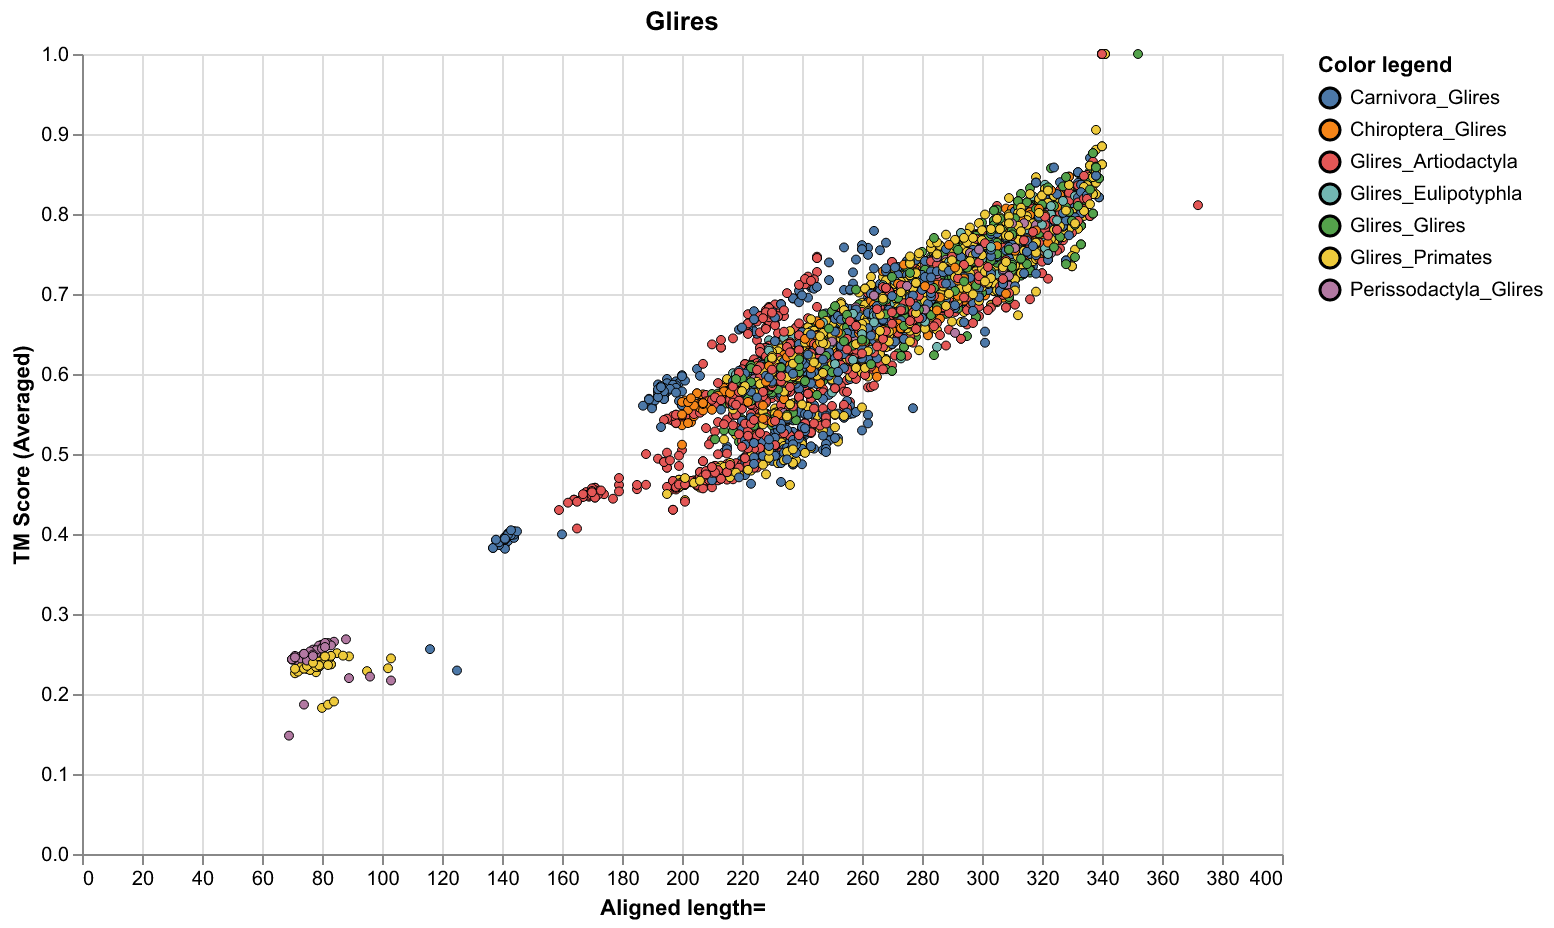 Glires
1.0
0.9
0.8
0.7
0.6
0.5
0.4
0.3
0.2
0.1
0.0
TM Score (Averaged)
0 20 40 60 80 100 120 140 160 180 200 220 240 260 280 300 320 340 360 380 400
Aligned length=
Color legend
Carnivora_Glires
Chiroptera_Glires
Glires_Artiodactyla
Glires_Eulipotyphla
Glires_Glires
Glires_Primates
Perissodactyla_Glires